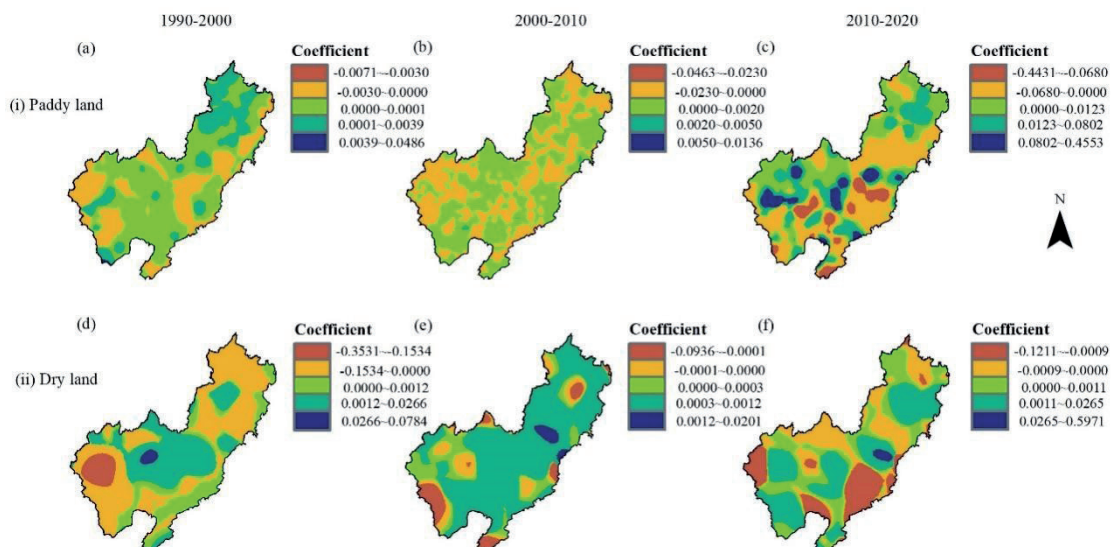 1990-2000
2000-2010
2010-2020
(a)
Coefficient
-0.0071~-0.0030
-0.0030~0.0000
0.0000~0.0001
0.0001~0.0039
0.0039~0.0486
(b)
Coefficient
-0.0463~-0.0230
-0.0230~0.0000
0.0000~0.0020
0.0020~0.0050
0.0050~0.0136
(c)
Coefficient
-0.4431~-0.0680
-0.0680~0.0000
0.0000~0.0123
0.0123~0.0802
0.0802~0.4553
(i) Paddy land
N
(d)
Coefficient
-0.3531~-0.1534
-0.1534~0.0000
0.0000~0.0012
0.0012~0.0266
0.0266~0.0784
(e)
Coefficient
-0.0936~-0.0001
-0.0001~0.0000
0.0000~0.0003
0.0003~0.0012
0.0012~0.0201
(f)
Coefficient
-0.1211~-0.0009
-0.0009~0.0000
0.0000~0.0011
0.0011~0.0265
0.0265~0.5971
(ii) Dry land